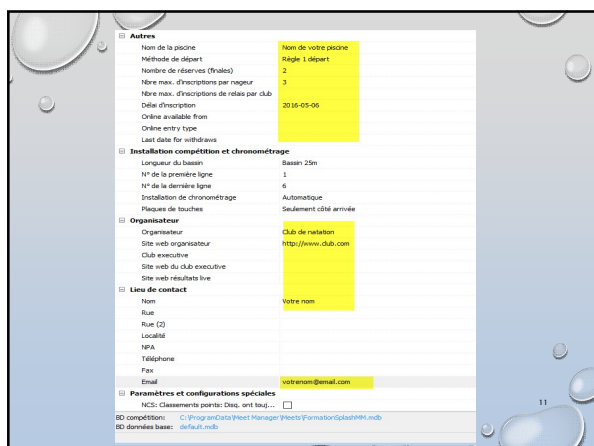 Autres
Nom de la piscine Nom de votre piscine
Méthode de départ Règle 1 départ
Nombre de réserves (finales) 2
Nbre max. d'inscriptions par nageur 3
Nbre max. d'inscriptions de relais par club
Délai d'inscription 2016-05-06
Online available from
Online entry type
Last date for withdraws
Installation compétition et chronométrage
Longueur du bassin Bassin 25m
N° de la première ligne 1
N° de la dernière ligne 6
Installation de chronométrage Automatique
Plaques de touches Seulement côté arrivée
Organisateur
Organisateur Club de natation
Site web organisateur http://www.club.com
Club executive
Site web du club executive
Site web résultats live
Lieu de contact
Nom Votre nom
Rue
Rue (2)
Localité
NPA
Téléphone
Fax
Email votrenom@email.com
Paramètres et configurations spéciales
NCS: Classements points: Disq. ont touj...
BD compétition: C:\ProgramData\Meet Manager\Meets\FormationSplashMM.mdb
BD données base: default.mdb
11